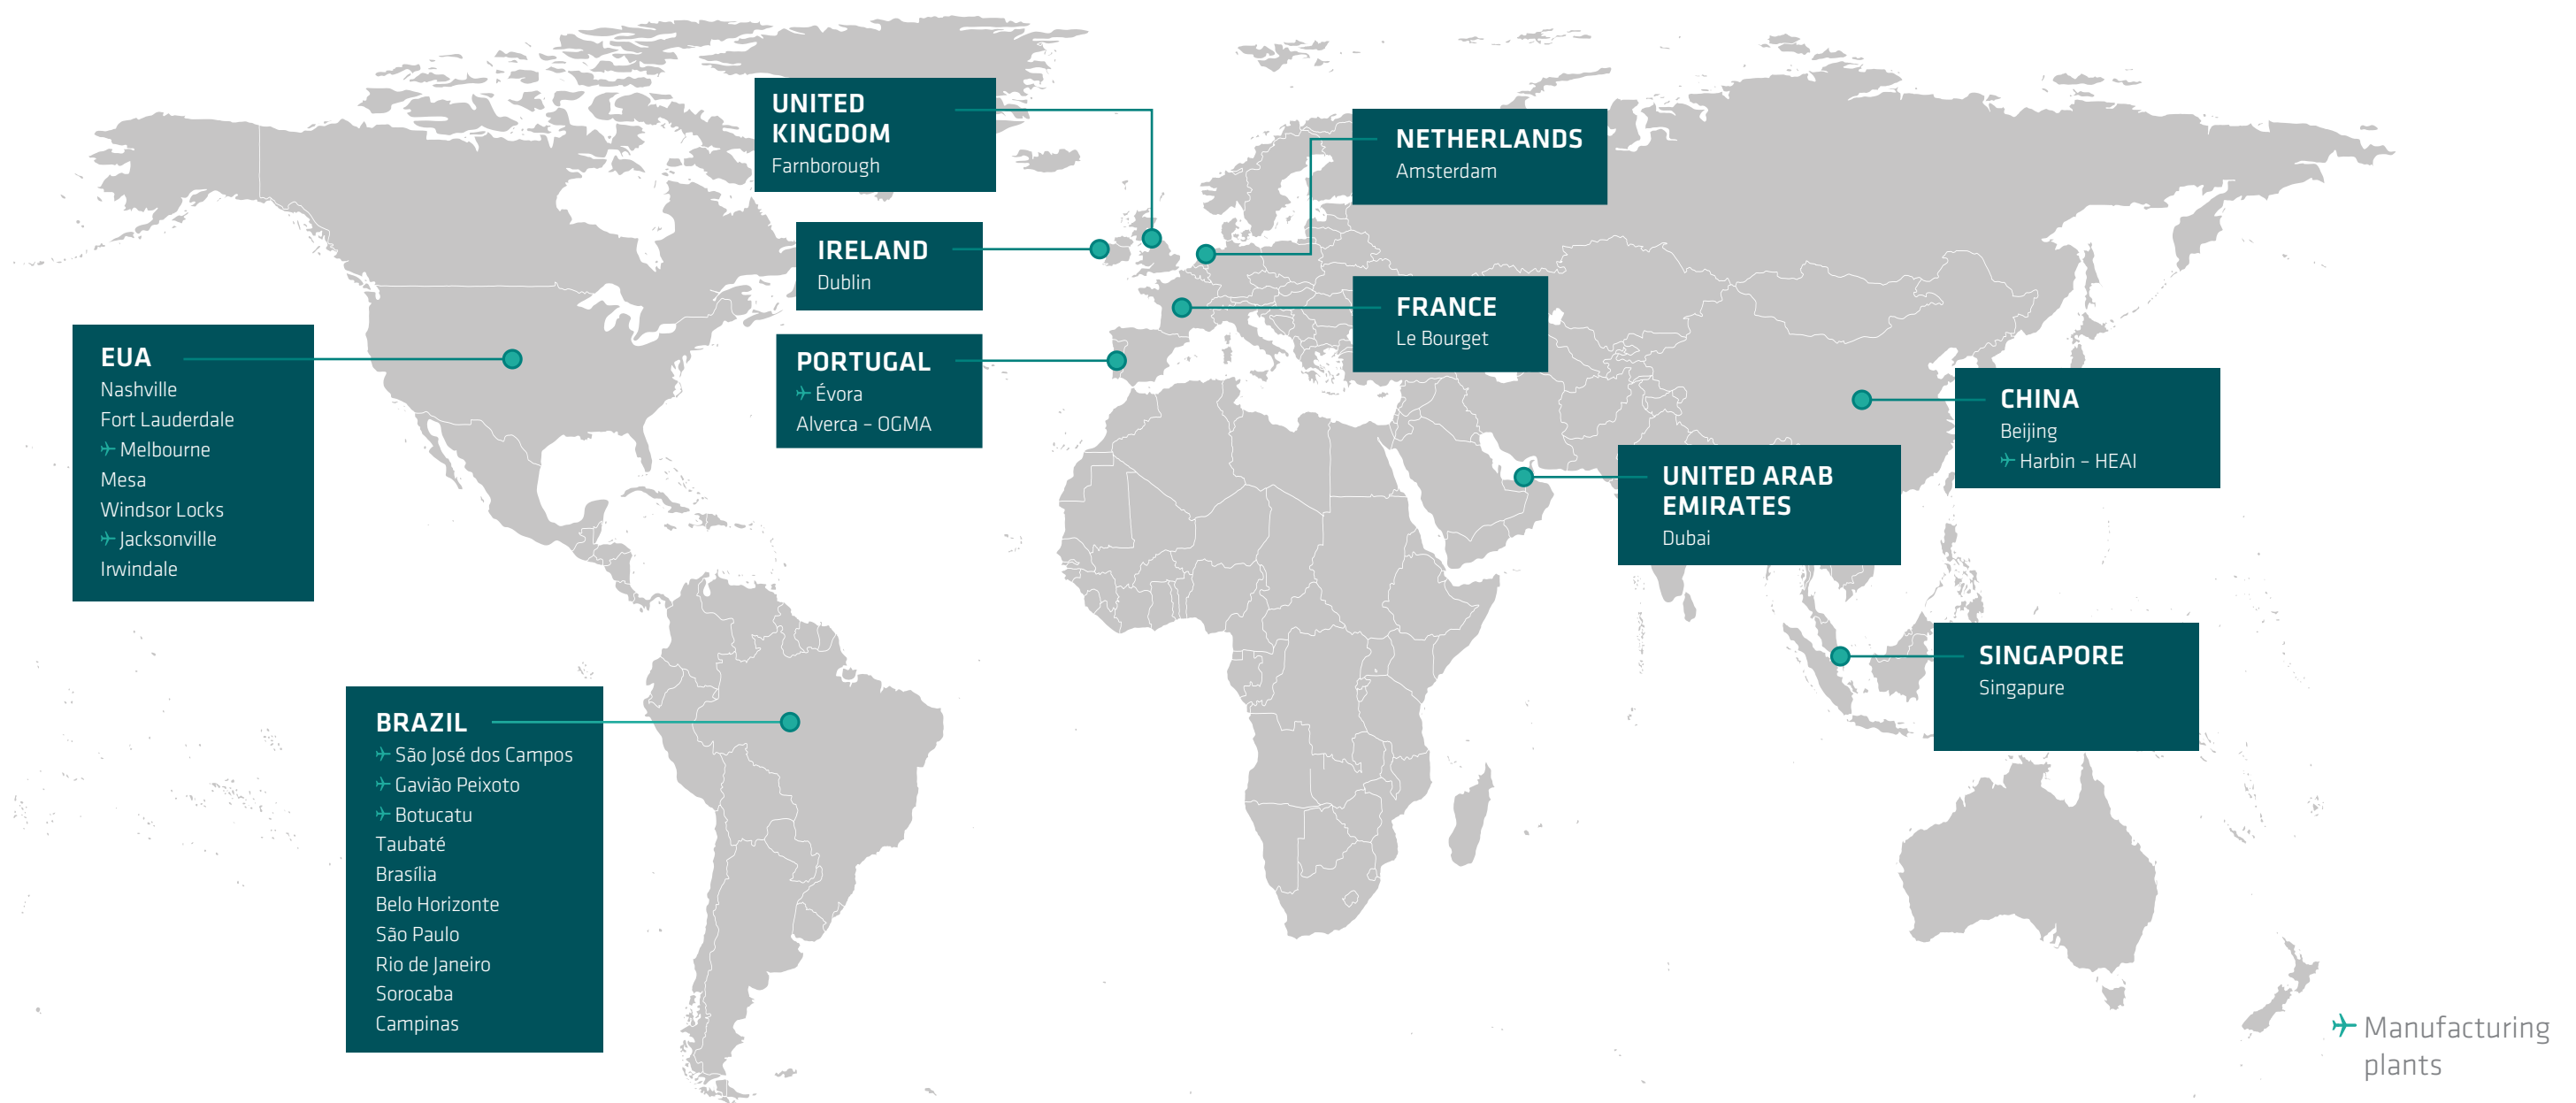 UNITED
KINGDOM
Farnborough
NETHERLANDS
Amsterdam
IRELAND
Dublin
FRANCE
Le Bourget
EUA
Nashville
Fort Lauderdale
Melbourne
Mesa
Windsor Locks
Jacksonville
Irwindale
PORTUGAL
Évora
Alverca – OGMA
CHINA
Beijing
Harbin – HEAI
UNITED ARAB
EMIRATES
Dubai
SINGAPORE
Singapure
BRAZIL
São José dos Campos
Gavião Peixoto
Botucatu
Taubaté
Brasília
Belo Horizonte
São Paulo
Rio de Janeiro
Sorocaba
Campinas
Manufacturing
plants